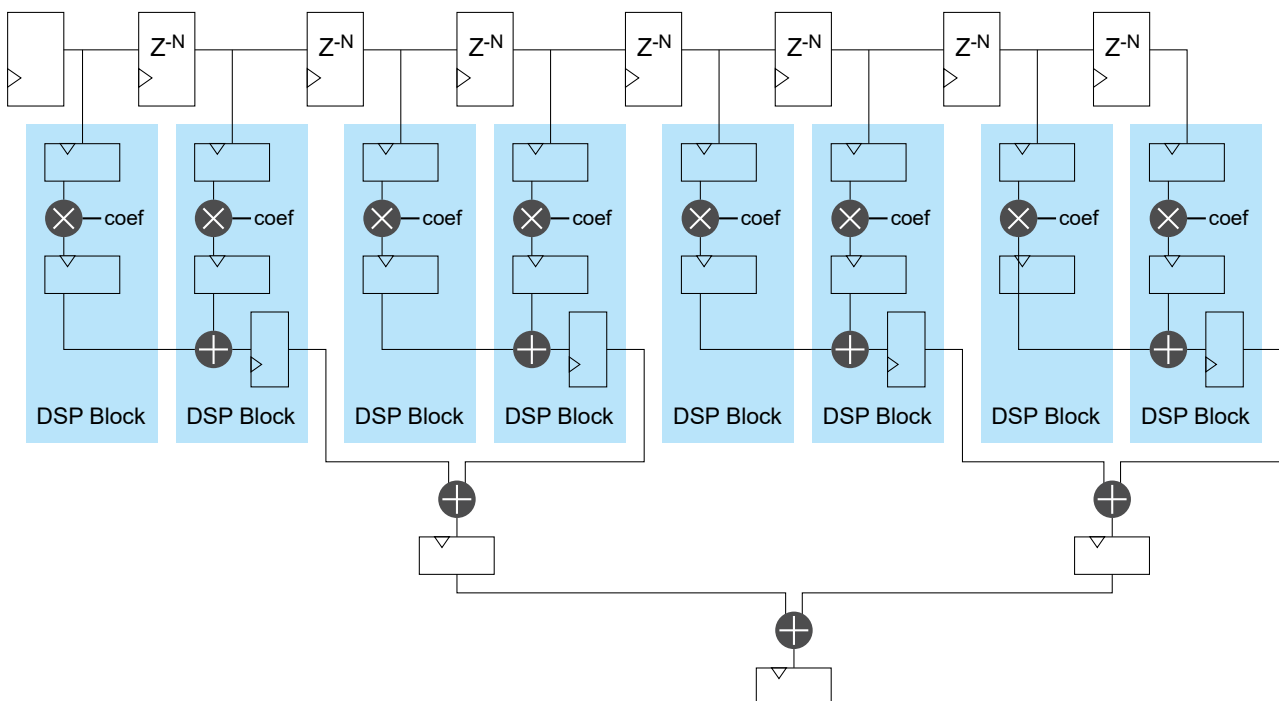 Z-N Z-N Z-N Z-N Z-N Z-N Z-N
coef coef coef coef coef coef coef coef
DSP Block DSP Block DSP Block DSP Block DSP Block DSP Block DSP Block DSP Block